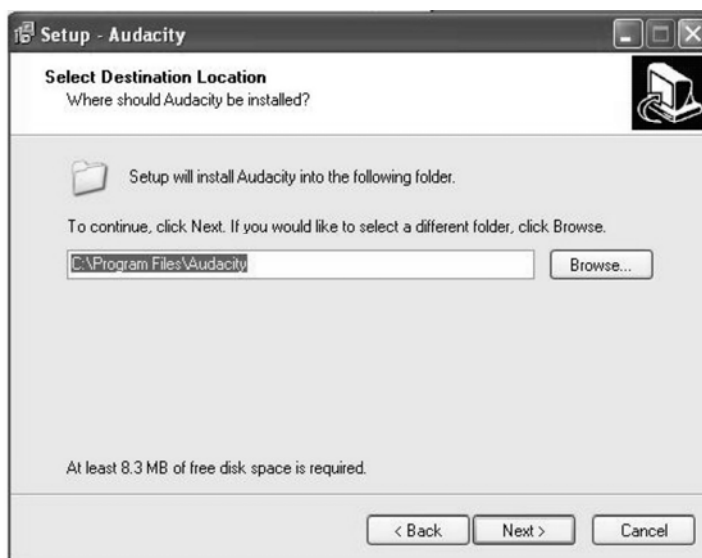 Setup - Audacity
Select Destination Location
Where should Audacity be installed?
Setup will install Audacity into the following folder.
To continue, click Next. If you would like to select a different folder, click Browse.
C:\Program Files\Audacity
Browse...
At least 8.3 MB of free disk space is required.
< Back
Next >
Cancel